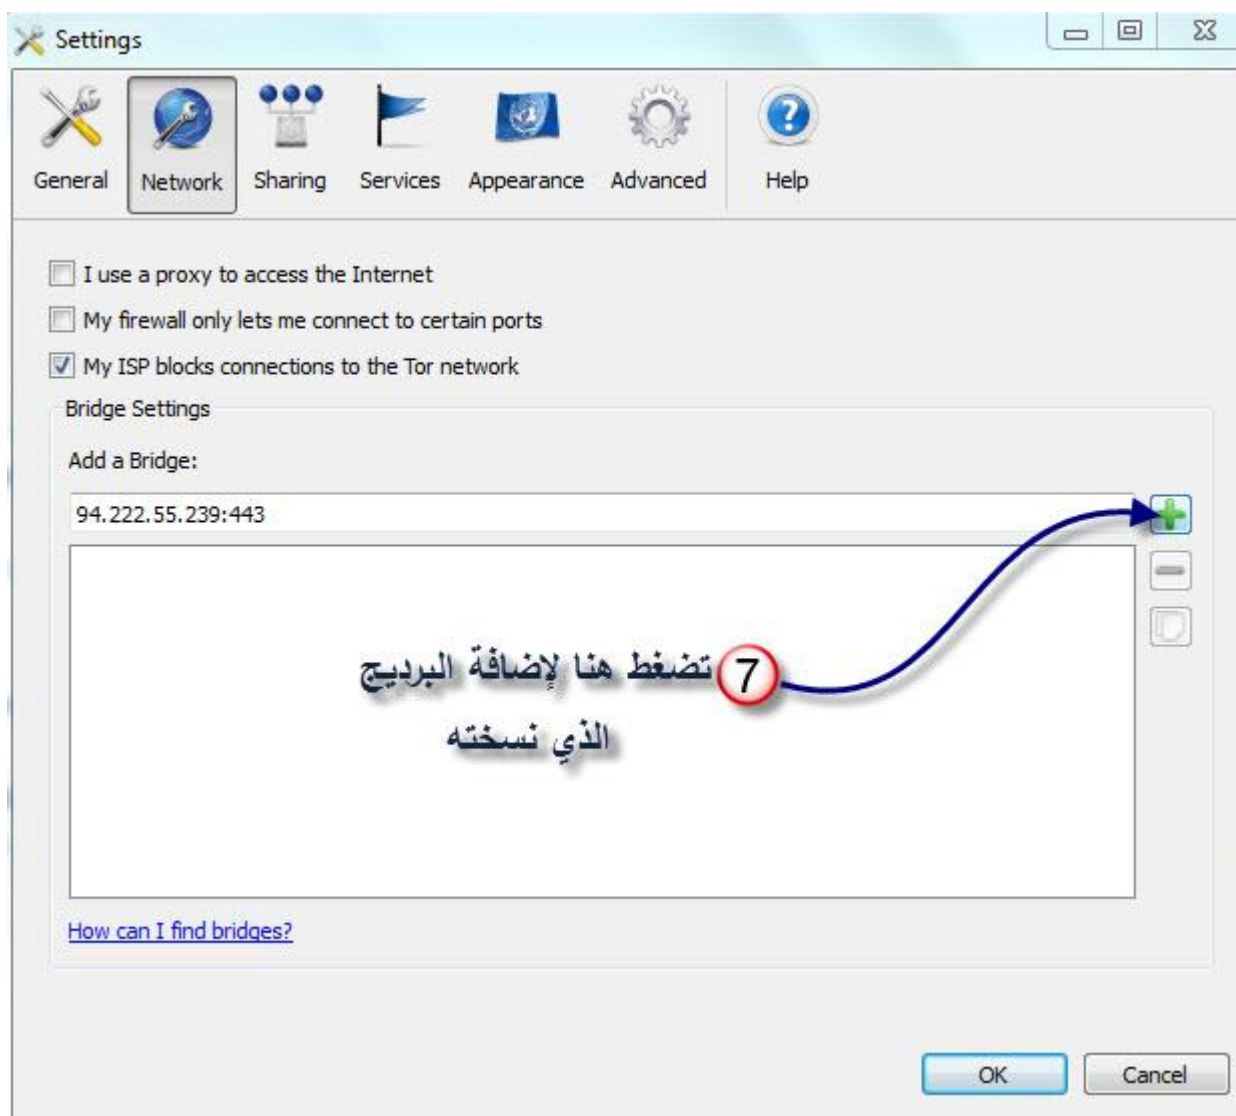 Settings
General
Network
Sharing
Services
Appearance
Advanced
Help
I use a proxy to access the Internet
My firewall only lets me connect to certain ports
My ISP blocks connections to the Tor network
Bridge Settings
Add a Bridge:
94.222.55.239:443
7 تضغط هنا لإضافة البرديج
الذي نسخته
How can I find bridges?
OK
Cancel